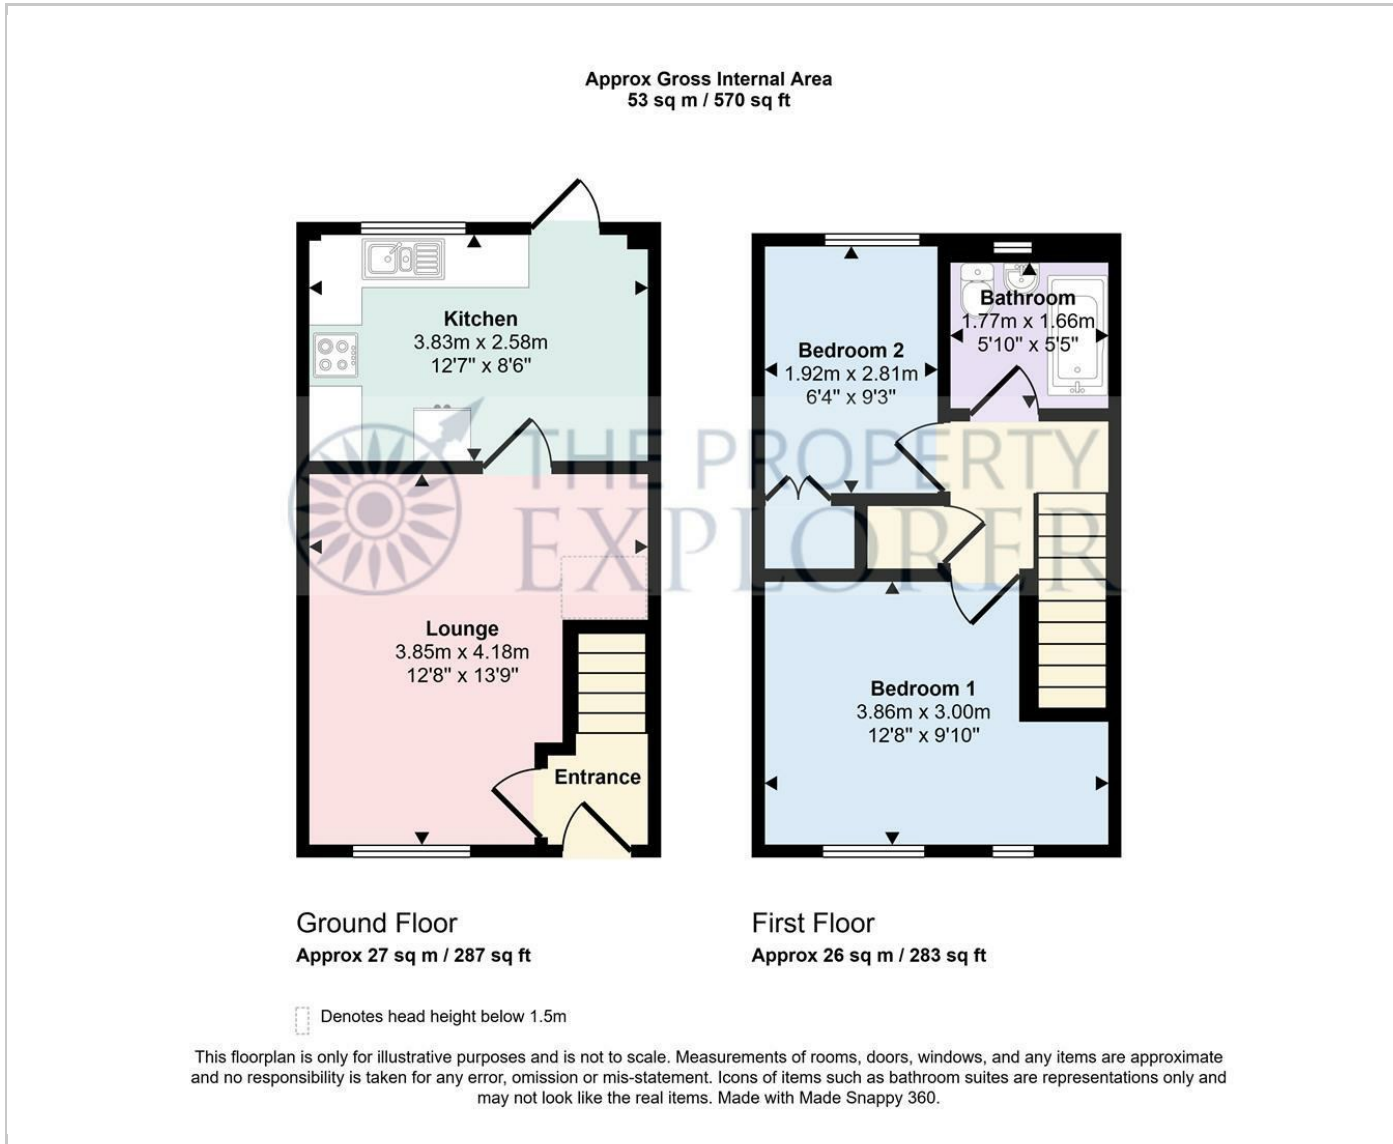 Approx Gross Internal Area
53 sq m / 570 sq ft
Kitchen
3.83m x 2.58m
12'7" x 8'6"
Lounge
3.85m x 4.18m
12'8" x 13'9"
Entrance
Bedroom 2
1.92m x 2.81m
6'4" x 9'3"
Bathroom
1.77m x 1.66m
5'10" x 5'5"
Bedroom 1
3.86m x 3.00m
12'8" x 9'10"
THE PROPERTY
EXPLORER
Ground Floor
Approx 27 sq m / 287 sq ft
First Floor
Approx 26 sq m / 283 sq ft
Denotes head height below 1.5m
This floorplan is only for illustrative purposes and is not to scale. Measurements of rooms, doors, windows, and any items are approximate
and no responsibility is taken for any error, omission or mis-statement. Icons of items such as bathroom suites are representations only and
may not look like the real items. Made with Made Snappy 360.